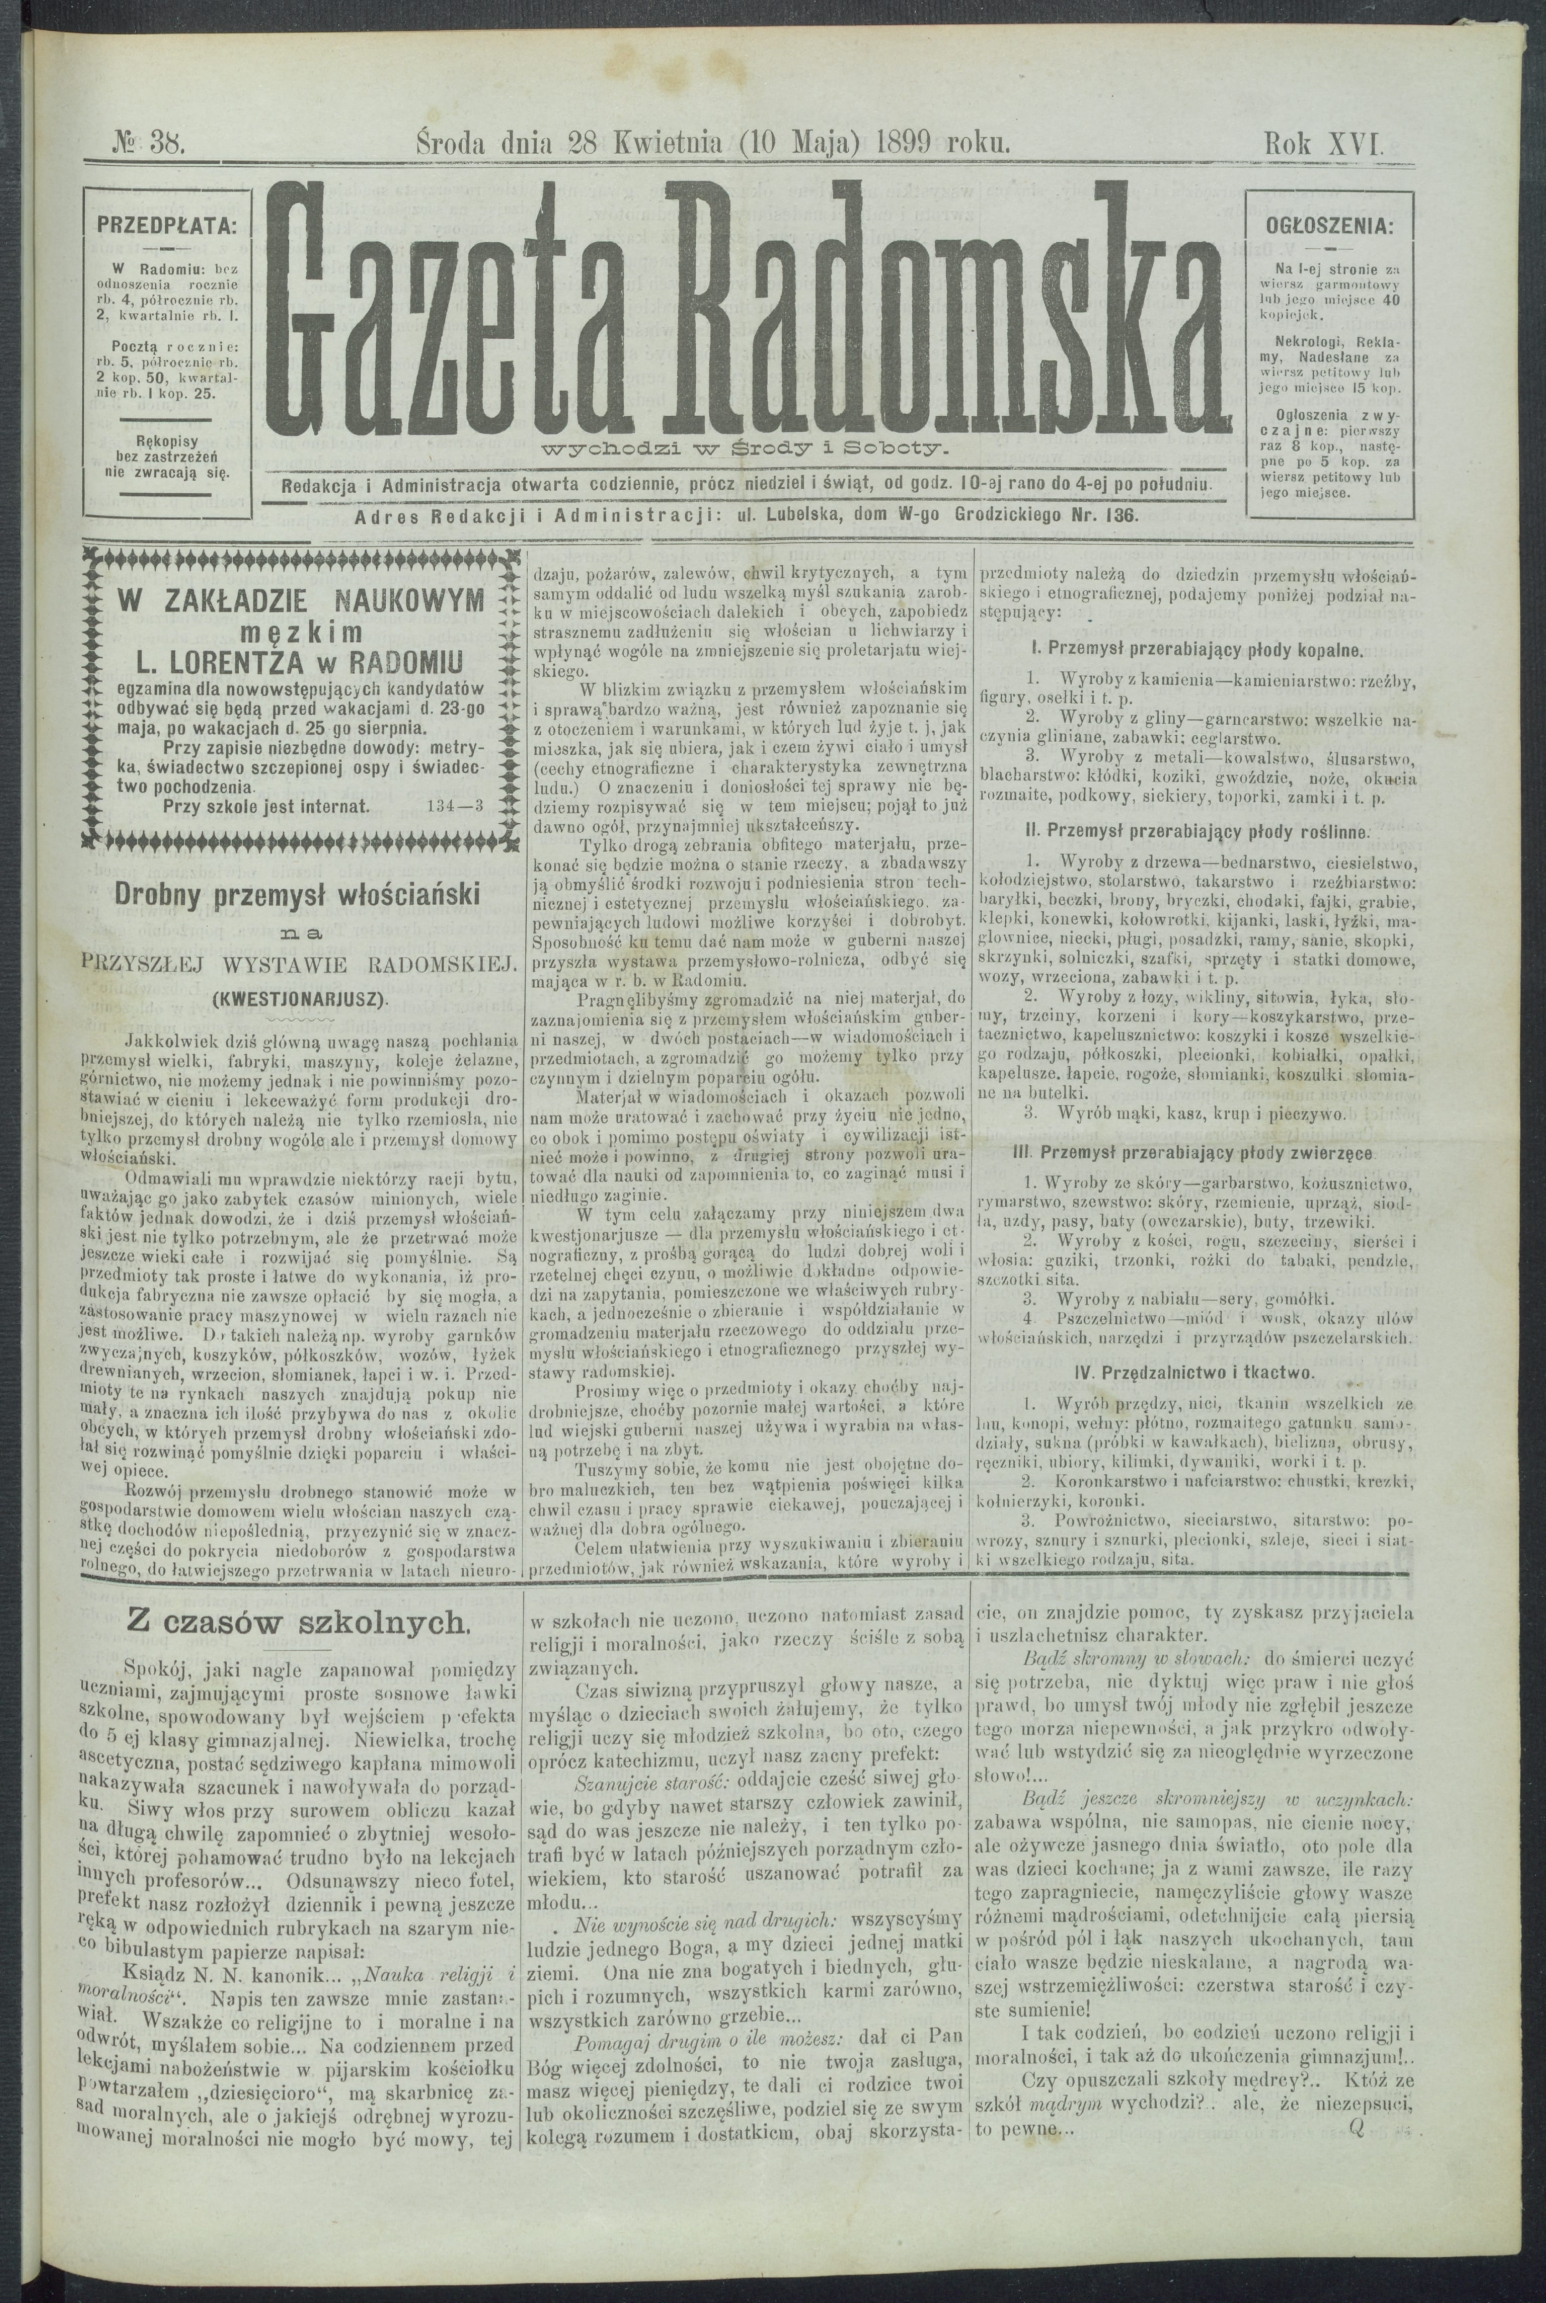 № 38.
Środa dnia 28 Kwietnia (10 Maja) 1899 roku.
Rok XVI.
PRZEDPŁATA:
W Radomiu: bez
odnoszenia rocznie
rb. 4, półrocznie rb.
2, kwartalnie rb. 1.
Pocztą rocznie:
rb. 5, półrocznie rb.
2 kop. 50, kwartal-
nie rb. 1 kop. 25.
Rękopisy
bez zastrzeżeń
nie zwracają się.
Gazeta Radomska
wychodzi w Środy i Soboty.
Redakcja i Administracja otwarta codziennie, prócz niedziel i świąt, od godz. 10-ej rano do 4-ej po południu.
Adres Redakcji i Administracji: ul. Lubelska, dom W-go Grodzickiego Nr. 136.
OGŁOSZENIA:
Na I-ej stronie za
wiersz garmontowy
lub jego miejsce 40
kopiejek.
Nekrologi, Rekla-
my, Nadesłane za
wiersz petitowy lub
jego miejsce 15 kop.
Ogłoszenia zwy-
czajne: pierwszy
raz 8 kop., nastę-
pne po 5 kop. za
wiersz petitowy lub
jego miejsce.
W ZAKŁADZIE NAUKOWYM
męzkim
L. LORENTZA w RADOMIU
egzamina dla nowowstępujących kandydatów
odbywać się będą przed wakacjami d. 23-go
maja, po wakacjach d. 25 go sierpnia.
Przy zapisie niezbędne dowody: metry-
ka, świadectwo szczepionej ospy i świadec-
two pochodzenia.
Przy szkole jest internat. 134—3
Drobny przemysł włościański
na
PRZYSZŁEJ WYSTAWIE RADOMSKIEJ.
(KWESTJONARJUSZ).
Jakkolwiek dziś główną uwagę naszą pochłania
przemysł wielki, fabryki, maszyny, koleje żelazne,
górnictwo, nie możemy jednak i nie powinniśmy pozo-
stawiać w cieniu i lekceważyć form produkcji dro-
bniejszej, do których należą nie tylko rzemiosła, nie
tylko przemysł drobny wogóle ale i przemysł domowy
włościański.
Odmawiali mu wprawdzie niektórzy racji bytu,
uważając go jako zabytek czasów minionych, wiele
faktów jednak dowodzi, że i dziś przemysł włościań-
ski jest nie tylko potrzebnym, ale że przetrwać może
jeszcze wieki całe i rozwijać się pomyślnie. Są
przedmioty tak proste i łatwe do wykonania, iż pro-
dukcja fabryczna nie zawsze opłacić by się mogła, a
zastosowanie pracy maszynowej w wielu razach nie
jest możliwe. Do takich należą np. wyroby garnków
zwyczajnych, koszyków, półkoszków, wozów, łyżek
drewnianych, wrzecion, słomianek, łapci i w. i. Przed-
mioty te na rynkach naszych znajdują pokup nie
mały, a znaczna ich ilość przybywa do nas z okolic
obcych, w których przemysł drobny włościański zdo-
łał się rozwinąć pomyślnie dzięki poparciu i właści-
wej opiece.
Rozwój przemysłu drobnego stanowić może w
gospodarstwie domowem wielu włościan naszych czą-
stkę dochodów niepoślednią, przyczynić się w znacz-
nej części do pokrycia niedoborów z gospodarstwa
rolnego, do łatwiejszego przetrwania w latach nieuro-
dzaju, pożarów, zalewów, chwil krytycznych, a tym
samym oddalić od ludu wszelką myśl szukania zarob-
ku w miejscowościach dalekich i obcych, zapobiedz
strasznemu zadłużeniu się włościan u lichwiarzy i
wpłynąć wogóle na zmniejszenie się proletarjatu wiej-
skiego.
W blizkim związku z przemysłem włościańskim
i sprawą bardzo ważną, jest również zapoznanie się
z otoczeniem i warunkami, w których lud żyje t. j, jak
mieszka, jak się ubiera, jak i czem żywi ciało i umysł
(cechy etnograficzne i charakterystyka zewnętrzna
ludu.) O znaczeniu i doniosłości tej sprawy nie bę-
dziemy rozpisywać się w tem miejscu; pojął to już
dawno ogół, przynajmniej ukształceńszy.
Tylko drogą zebrania obfitego materjału, prze-
konać się będzie można o stanie rzeczy, a zbadawszy
ją obmyślić środki rozwoju i podniesienia stron tech-
nicznej i estetycznej przemysłu włościańskiego, za-
pewniających ludowi możliwe korzyści i dobrobyt.
Sposobność ku temu dać nam może w guberni naszej
przyszła wystawa przemysłowo-rolnicza, odbyć się
mająca w r. b. w Radomiu.
Pragnęlibyśmy zgromadzić na niej materjał, do
zaznajomienia się z przemysłem włościańskim guber-
ni naszej, w dwóch postaciach—w wiadomościach i
przedmiotach, a zgromadzić go możemy tylko przy
czynnym i dzielnym poparciu ogółu.
Materjał w wiadomościach i okazach pozwoli
nam może uratować i zachować przy życiu nie jedno,
co obok i pomimo postępu oświaty i cywilizacji ist-
nieć może i powinno, z drugiej strony pozwoli ura-
tować dla nauki od zapomnienia to, co zaginąć musi i
niedługo zaginie.
W tym celu załączamy przy niniejszem dwa
kwestjonarjusze — dla przemysłu włościańskiego i et-
nograficzny, z prośbą gorącą do ludzi dobrej woli i
rzetelnej chęci czynu, o możliwie dokładne odpowie-
dzi na zapytania, pomieszczone we właściwych rubry-
kach, a jednocześnie o zbieranie i współdziałanie w
gromadzeniu materjału rzeczowego do oddziału prze-
mysłu włościańskiego i etnograficznego przyszłej wy-
stawy radomskiej.
Prosimy więc o przedmioty i okazy, choćby naj-
drobniejsze, choćby pozornie małej wartości, a które
lud wiejski guberni naszej używa i wyrabia na włas-
ną potrzebę i na zbyt.
Tuszymy sobie, że komu nie jest obojętne do-
bro maluczkich, ten bez wątpienia poświęci kilka
chwil czasu i pracy sprawie ciekawej, pouczającej i
ważnej dla dobra ogólnego.
Celem ułatwienia przy wyszukiwaniu i zbieraniu
przedmiotów, jak również wskazania, które wyroby i
przedmioty należą do dziedzin przemysłu włościań-
skiego i etnograficznej, podajemy poniżej podział na-
stępujący:
I. Przemysł przerabiający płody kopalne.
1. Wyroby z kamienia—kamieniarstwo: rzeźby,
figury, osełki i t. p.
2. Wyroby z gliny—garncarstwo: wszelkie na-
czynia gliniane, zabawki; ceglarstwo.
3. Wyroby z metali—kowalstwo, ślusarstwo,
blacharstwo: kłódki, koziki, gwoździe, noże, okucia
rozmaite, podkowy, siekiery, toporki, zamki i t. p.
II. Przemysł przerabiający płody roślinne.
1. Wyroby z drzewa—bednarstwo, ciesielstwo,
kołodziejstwo, stolarstwo, takarstwo i rzeźbiarstwo:
baryłki, beczki, brony, bryczki, chodaki, fajki, grabie,
klepki, konewki, kołowrotki, kijanki, laski, łyżki, ma-
glownice, niecki, pługi, posadzki, ramy, sanie, skopki,
skrzynki, solniczki, szafki, sprzęty i statki domowe,
wozy, wrzeciona, zabawki i t. p.
2. Wyroby z łozy, wikliny, sitowia, łyka, sło-
my, trzciny, korzeni i kory—koszykarstwo, prze-
tacznictwo, kapelusznictwo: koszyki i kosze wszelkie-
go rodzaju, półkoszki, plecionki, kobiałki, opałki,
kapelusze, łapcie, rogoże, słomianki, koszulki słomia-
ne na butelki.
3. Wyrób mąki, kasz, krup i pieczywo.
III. Przemysł przerabiający płody zwierzęce
1. Wyroby ze skóry—garbarstwo, kożusznictwo,
rymarstwo, szewstwo: skóry, rzemienie, uprząż, siod-
ła, uzdy, pasy, baty (owczarskie), buty, trzewiki.
2. Wyroby z kości, rogu, szczeciny, sierści i
włosia: guziki, trzonki, rożki do tabaki, pendzle,
szczotki sita.
3. Wyroby z nabiału—sery, gomółki.
4 Pszczelnictwo—miód i wosk, okazy ulów
włościańskich, narzędzi i przyrządów pszczelarskich.
IV. Przędzalnictwo i tkactwo.
1. Wyrób przędzy, nici, tkanin wszelkich ze
lnu, konopi, wełny: płótno, rozmaitego gatunku samo-
działy, sukna (próbki w kawałkach), bielizna, obrusy,
ręczniki, ubiory, kilimki, dywaniki, worki i t. p.
2. Koronkarstwo i hafciarstwo: chustki, krezki,
kołnierzyki, koronki.
3. Powroźnictwo, sieciarstwo, sitarstwo: po-
wrozy, sznury i sznurki, plecionki, szleje, sieci i siat-
ki wszelkiego rodzaju, sita.
Z czasów szkolnych.
Spokój, jaki nagle zapanował pomiędzy
uczniami, zajmującymi proste sosnowe ławki
szkolne, spowodowany był wejściem prefekta
do 5 ej klasy gimnazjalnej. Niewielka, trochę
ascetyczna, postać sędziwego kapłana mimowoli
nakazywała szacunek i nawoływała do porząd-
ku. Siwy włos przy surowem obliczu kazał
na długą chwilę zapomnieć o zbytniej wesoło-
ści, której pohamować trudno było na lekcjach
innych profesorów... Odsunąwszy nieco fotel,
prefekt nasz rozłożył dziennik i pewną jeszcze
ręką w odpowiednich rubrykach na szarym nie-
co bibulastym papierze napisał:
Ksiądz N. N. kanonik... „Nauka religji i
moralności“. Napis ten zawsze mnie zastana-
wiał. Wszakże co religijne to i moralne i na
odwrót, myślałem sobie... Na codziennem przed
lekcjami nabożeństwie w pijarskim kościołku
powtarzałem „dziesięcioro“, mą skarbnicę za-
sad moralnych, ale o jakiejś odrębnej wyrozu-
mowanej moralności nie mogło być mowy, tej
w szkołach nie uczono, uczono natomiast zasad
religji i moralności, jako rzeczy ściśle z sobą
związanych.
Czas siwizną przypruszył głowy nasze, a
myśląc o dzieciach swoich żałujemy, że tylko
religji uczy się młodzież szkolna, bo oto, czego
oprócz katechizmu, uczył nasz zacny prefekt:
Szanujcie starość: oddajcie cześć siwej gło-
wie, bo gdyby nawet starszy człowiek zawinił,
sąd do was jeszcze nie należy, i ten tylko po-
trafi być w latach późniejszych porządnym czło-
wiekiem, kto starość uszanować potrafił za
młodu...
Nie wynoście się nad drugich: wszyscyśmy
ludzie jednego Boga, a my dzieci jednej matki
ziemi. Ona nie zna bogatych i biednych, głu-
pich i rozumnych, wszystkich karmi zarówno,
wszystkich zarówno grzebie...
Pomagaj drugim o ile możesz: dał ci Pan
Bóg więcej zdolności, to nie twoja zasługa,
masz więcej pieniędzy, te dali ci rodzice twoi
lub okoliczności szczęśliwe, podziel się ze swym
kolegą rozumem i dostatkiem, obaj skorzysta-
cie, on znajdzie pomoc, ty zyskasz przyjaciela
i uszlachetnisz charakter.
Bądź skromny w słowach: do śmierci uczyć
się potrzeba, nie dyktuj więc praw i nie głoś
prawd, bo umysł twój młody nie zgłębił jeszcze
tego morza niepewności, a jak przykro odwoły-
wać lub wstydzić się za nieoględnie wyrzeczone
słowo!...
Bądź jeszcze skromniejszy w uczynkach:
zabawa wspólna, nie samopas, nie cienie nocy,
ale ożywcze jasnego dnia światło, oto pole dla
was dzieci kochane; ja z wami zawsze, ile razy
tego zapragniecie, namęczyliście głowy wasze
różnemi mądrościami, odetchnijcie całą piersią
w pośród pól i łąk naszych ukochanych, tam
ciało wasze będzie nieskalane, a nagrodą wa-
szej wstrzemięźliwości: czerstwa starość i czy-
ste sumienie!
I tak codzień, bo codzień uczono religji i
moralności, i tak aż do ukończenia gimnazjum!..
Czy opuszczali szkoły mędrcy?.. Któż ze
szkół mądrym wychodzi?. ale, że niezepsuci,
to pewne... Q